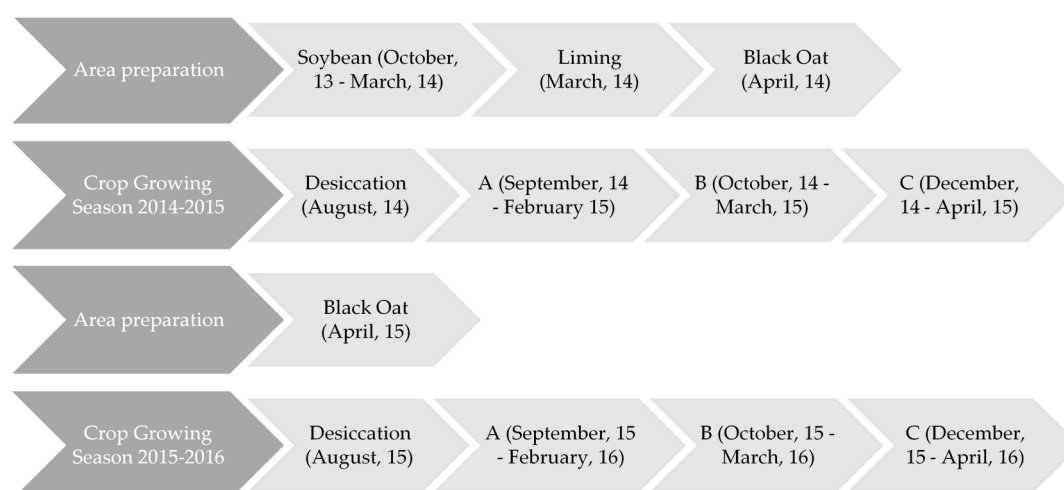 Area preparation
Soybean (October,
13 - March, 14)
Liming
(March, 14)
Black Oat
(April, 14)
Crop Growing
Season 2014-2015
Desiccation
(August, 14)
A (September, 14
- February 15)
B (October, 14 -
March, 15)
C (December,
14 - April, 15)
Area preparation
Black Oat
(April, 15)
Crop Growing
Season 2015-2016
Desiccation
(August, 15)
A (September, 15
- February, 16)
B (October, 15 -
March, 16)
C (December,
15 - April, 16)